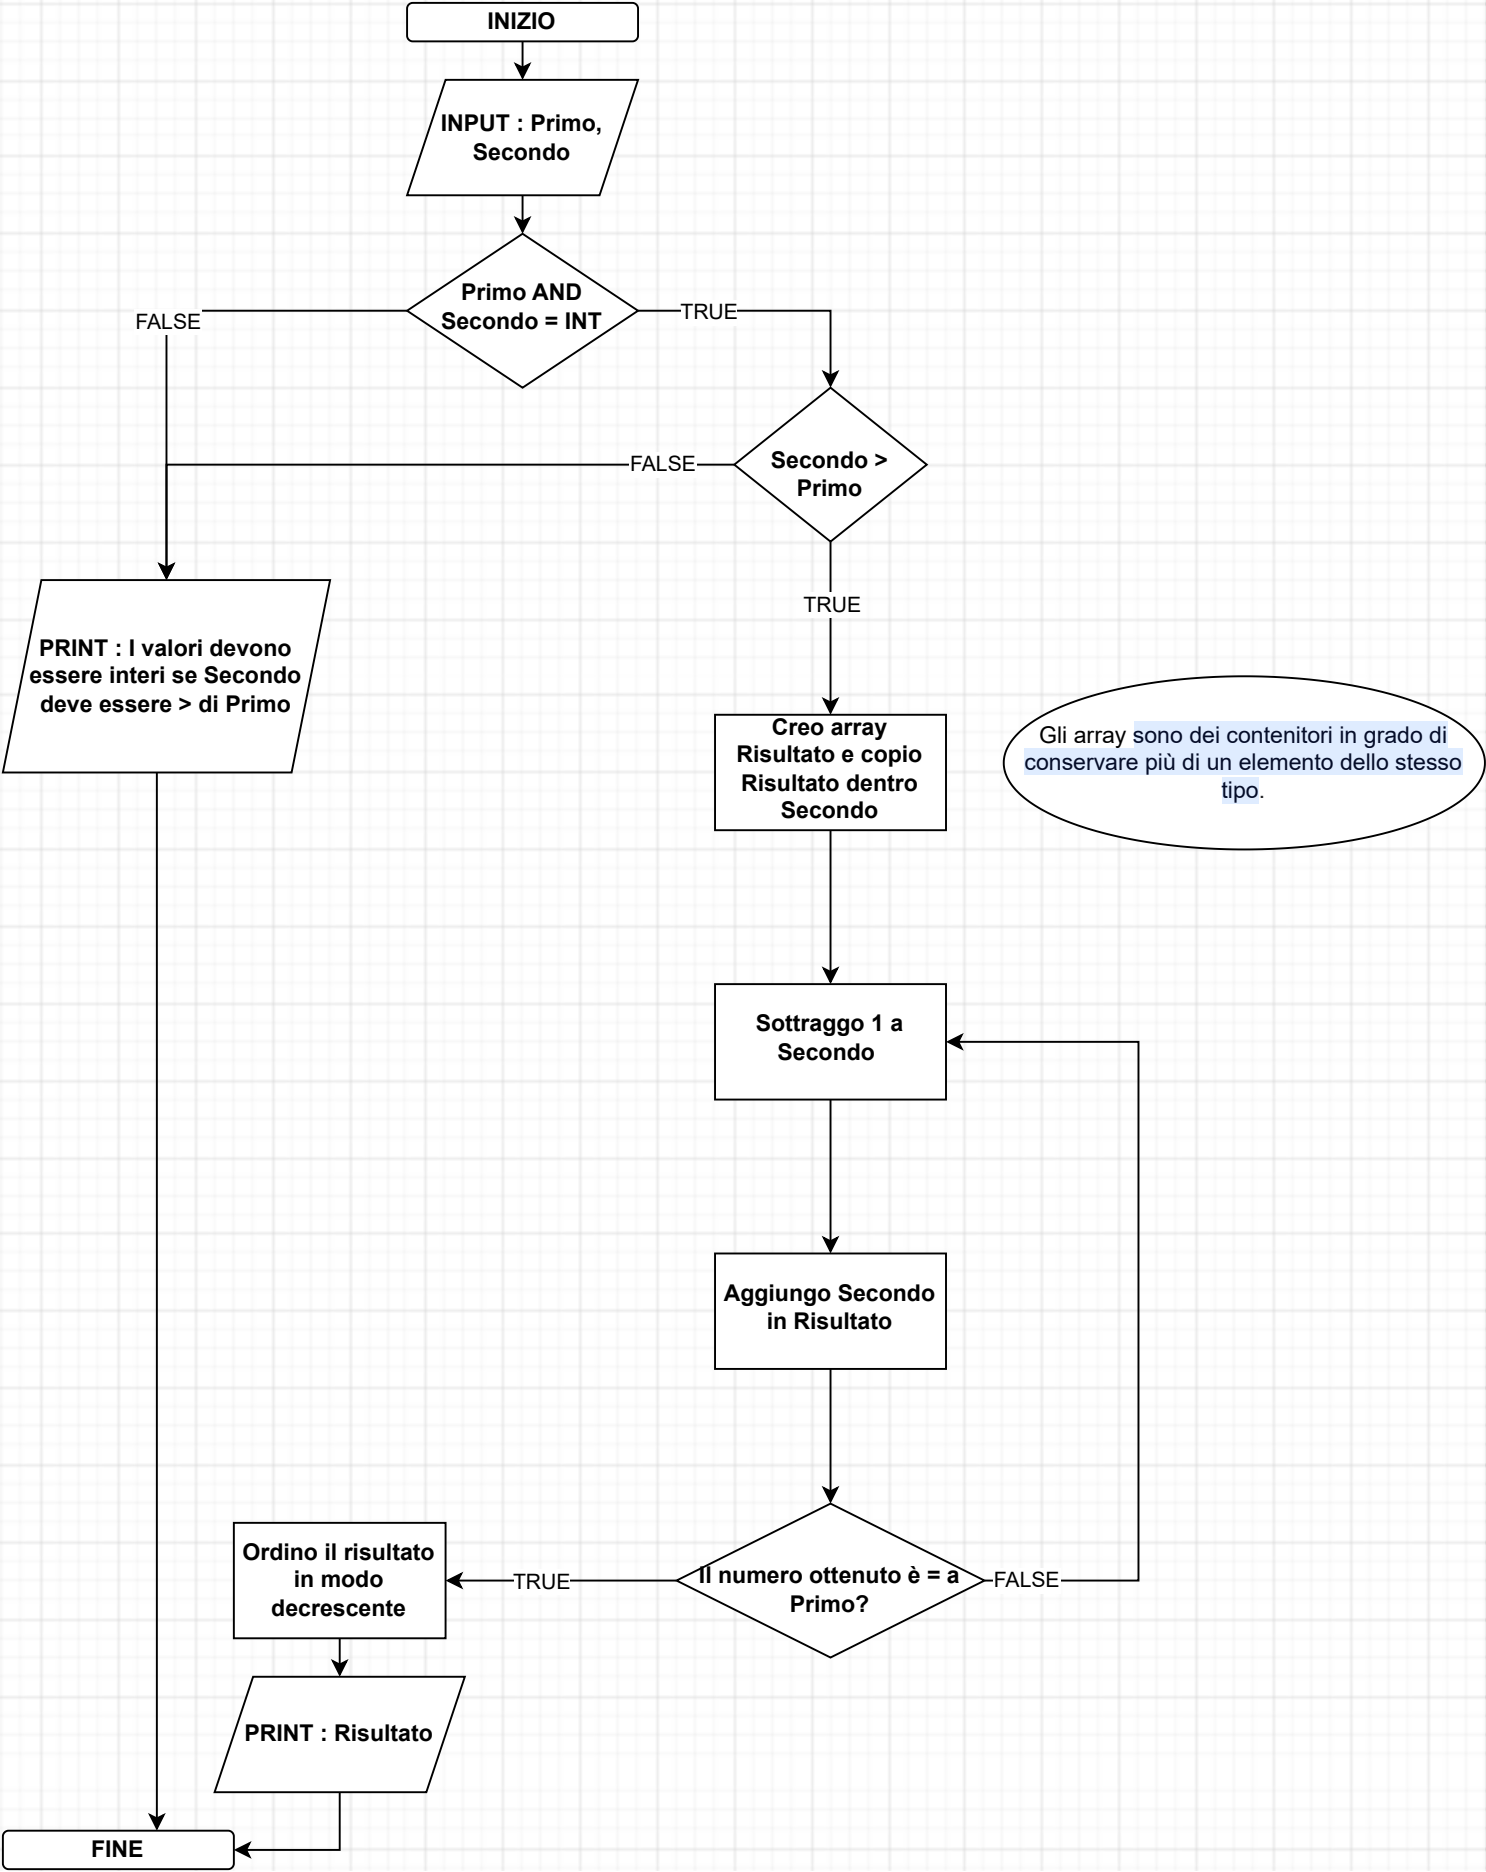 INIZIO
INPUT : Primo,
Secondo
Primo AND
Secondo = INT
FALSE
TRUE
Secondo >
Primo
FALSE
TRUE
PRINT : I valori devono
essere interi se Secondo
deve essere > di Primo
Creo array
Risultato e copio
Risultato dentro
Secondo
Gli array sono dei contenitori in grado di
conservare più di un elemento dello stesso
tipo.
Sottraggo 1 a
Secondo
Aggiungo Secondo
in Risultato
Il numero ottenuto è = a
Primo?
FALSE
TRUE
Ordino il risultato
in modo
decrescente
PRINT : Risultato
FINE